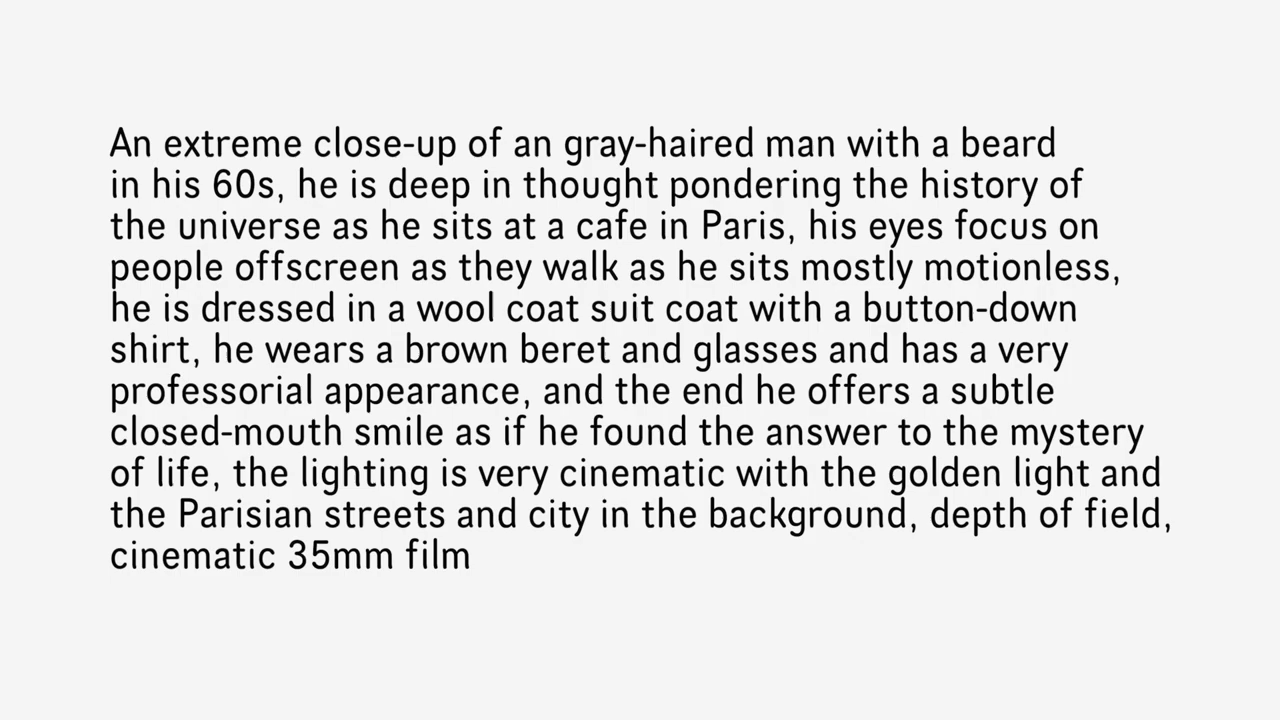 An extreme close-up of an gray-haired man with a beard
in his 60s, he is deep in thought pondering the history of
the universe as he sits at a cafe in Paris, his eyes focus on
people offscreen as they walk as he sits mostly motionless,
he is dressed in a wool coat suit coat with a button-down
shirt, he wears a brown beret and glasses and has a very
professorial appearance, and the end he offers a subtle
closed-mouth smile as if he found the answer to the mystery
of life, the lighting is very cinematic with the golden light and
the Parisian streets and city in the background, depth of field,
cinematic 35mm film